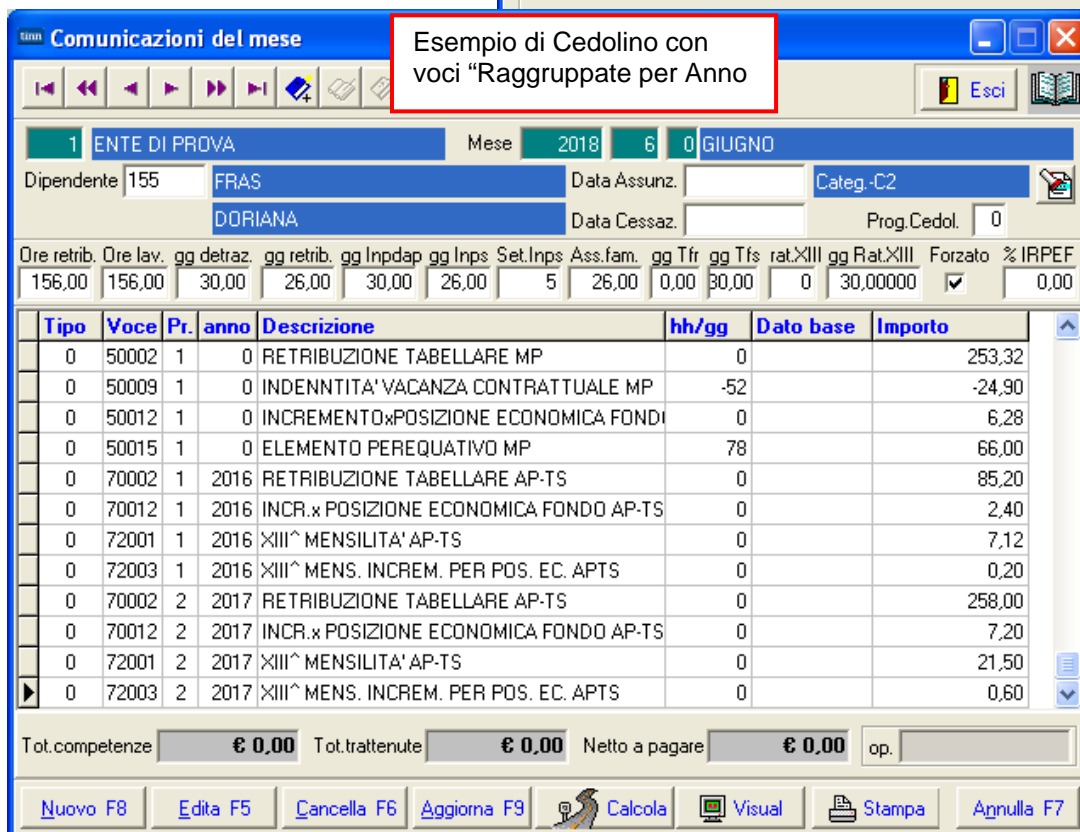 tinn Comunicazioni del mese
Esempio di Cedolino con
voci “Raggruppate per Anno
Esci
1 ENTE DI PROVA Mese 2018 6 0 GIUGNO
Dipendente 155 FRAS Data Assunz. Categ.-C2
DORIANA Data Cessaz. Prog.Cedol. 0
Ore retrib. Ore lav. gg detraz. gg retrib. gg Inpdap gg Inps Set.Inps Ass.fam. gg Tfr gg Tfs rat.XIII gg Rat.XIII Forzato % IRPEF
156,00 156,00 30,00 26,00 30,00 26,00 5 26,00 0,00 30,00 0 30,00000 0,00
Tipo Voce Pr. anno Descrizione hh/gg Dato base Importo
0 50002 1 0 RETRIBUZIONE TABELLARE MP 0 253,32
0 50009 1 0 INDENNTITA' VACANZA CONTRATTUALE MP -52 -24,90
0 50012 1 0 INCREMENTOxPOSIZIONE ECONOMICA FOND 0 6,28
0 50015 1 0 ELEMENTO PEREQUATIVO MP 78 66,00
0 70002 1 2016 RETRIBUZIONE TABELLARE AP-TS 0 85,20
0 70012 1 2016 INCR.x POSIZIONE ECONOMICA FONDO AP-TS 0 2,40
0 72001 1 2016 XIII^ MENSILITA' AP-TS 0 7,12
0 72003 1 2016 XIII^ MENS. INCREM. PER POS. EC. APTS 0 0,20
0 70002 2 2017 RETRIBUZIONE TABELLARE AP-TS 0 258,00
0 70012 2 2017 INCR.x POSIZIONE ECONOMICA FONDO AP-TS 0 7,20
0 72001 2 2017 XIII^ MENSILITA' AP-TS 0 21,50
0 72003 2 2017 XIII^ MENS. INCREM. PER POS. EC. APTS 0 0,60
Tot.competenze € 0,00 Tot.trattenute € 0,00 Netto a pagare € 0,00 op.
Nuovo F8 Edita F5 Cancella F6 Aggiorna F9 Calcola Visual Stampa Annulla F7